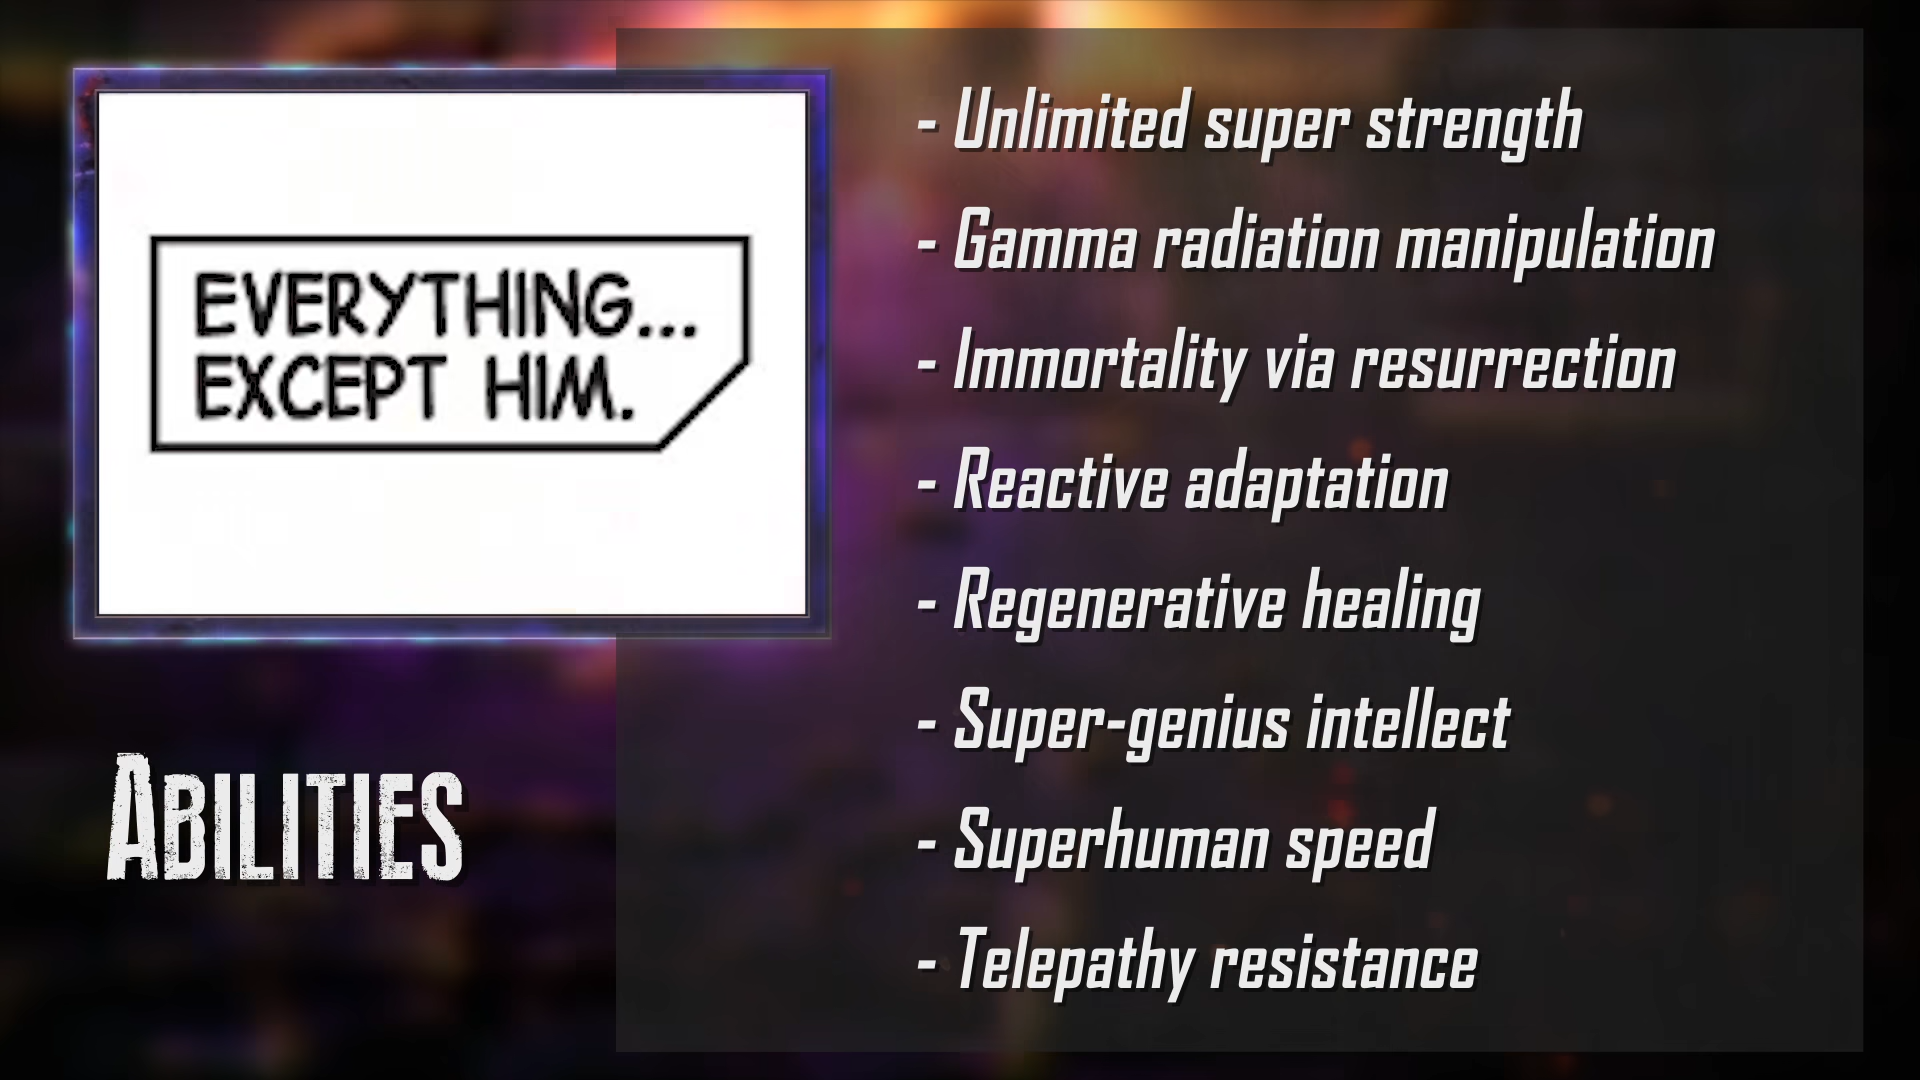 EVERYTHING...
EXCEPT HIM.
Abilities
- Unlimited super strength
- Gamma radiation manipulation
- Immortality via resurrection
- Reactive adaptation
- Regenerative healing
- Super-genius intellect
- Superhuman speed
- Telepathy resistance